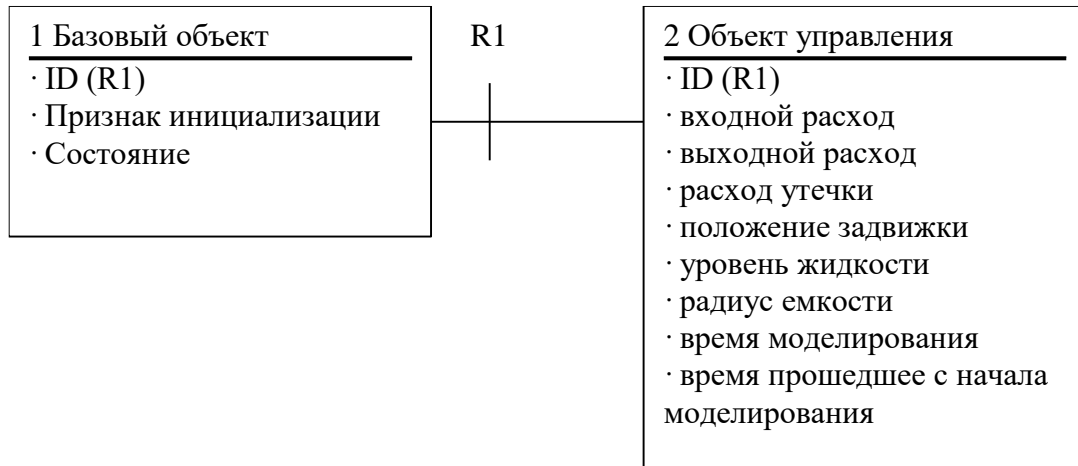 1 Базовый объект
· ID (R1)
· Признак инициализации
· Состояние
R1
2 Объект управления
· ID (R1)
· входной расход
· выходной расход
· расход утечки
· положение задвижки
· уровень жидкости
· радиус емкости
· время моделирования
· время прошедшее с начала
моделирования